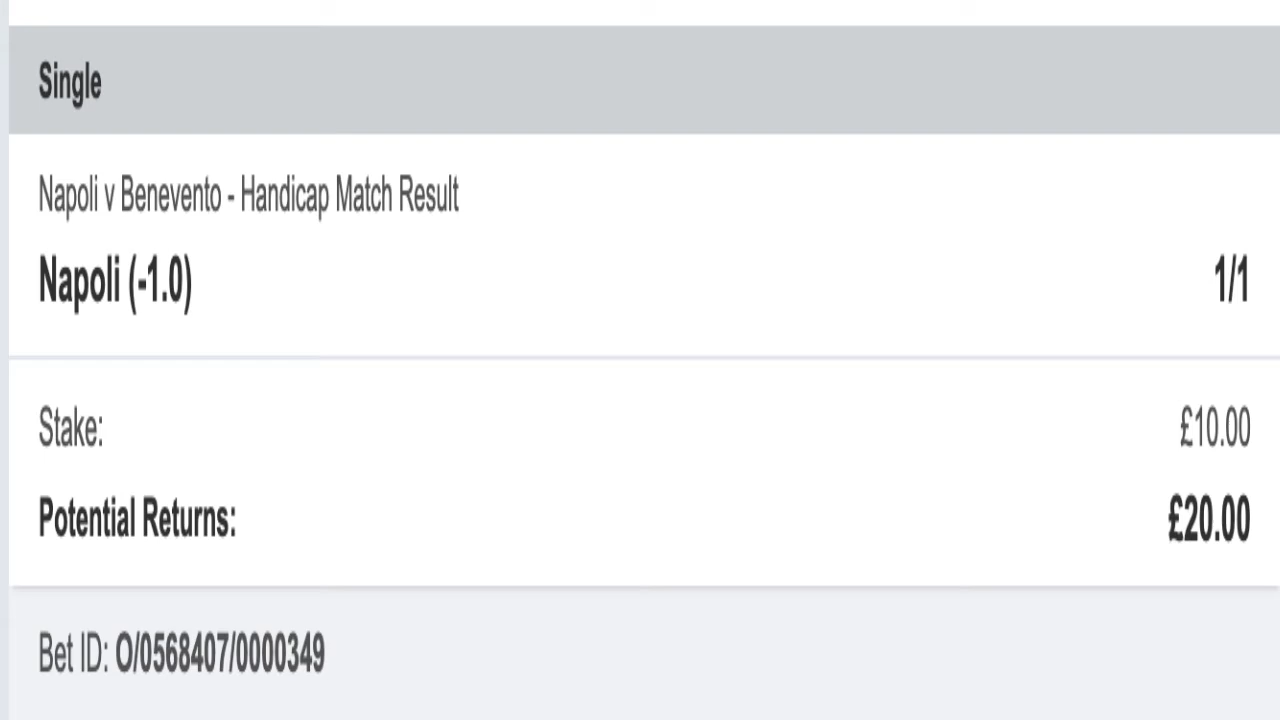 Single
Napoli v Benevento - Handicap Match Result
Napoli (-1.0) 1/1
Stake: £10.00
Potential Returns: £20.00
Bet ID: O/0568407/0000349